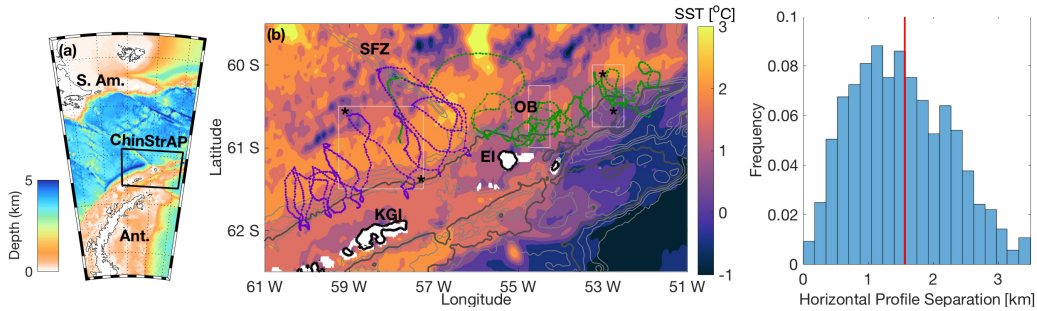 (a)
S. Am.
ChinStrAP
Ant.
Depth (km)
5
0
(b)
SFZ
OB
EI
KGI
*
*
*
*
Latitude
60 S
61 S
62 S
61 W
59 W
57 W
55 W
53 W
51 W
Longitude
SST [°C]
3
2
1
0
-1
Frequency
0.1
0.08
0.06
0.04
0.02
0
0
1
2
3
Horizontal Profile Separation [km]